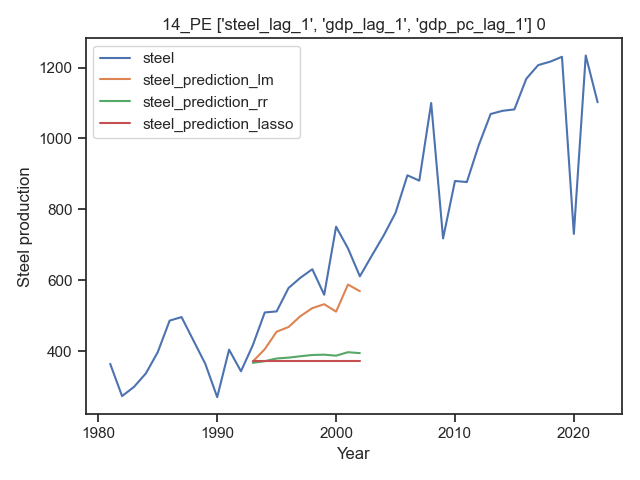 14_PE ['steel_lag_1', 'gdp_lag_1', 'gdp_pc_lag_1'] 0
steel
steel_prediction_lm
steel_prediction_rr
steel_prediction_lasso
Steel production
1200
1000
800
600
400
1980
1990
2000
2010
2020
Year